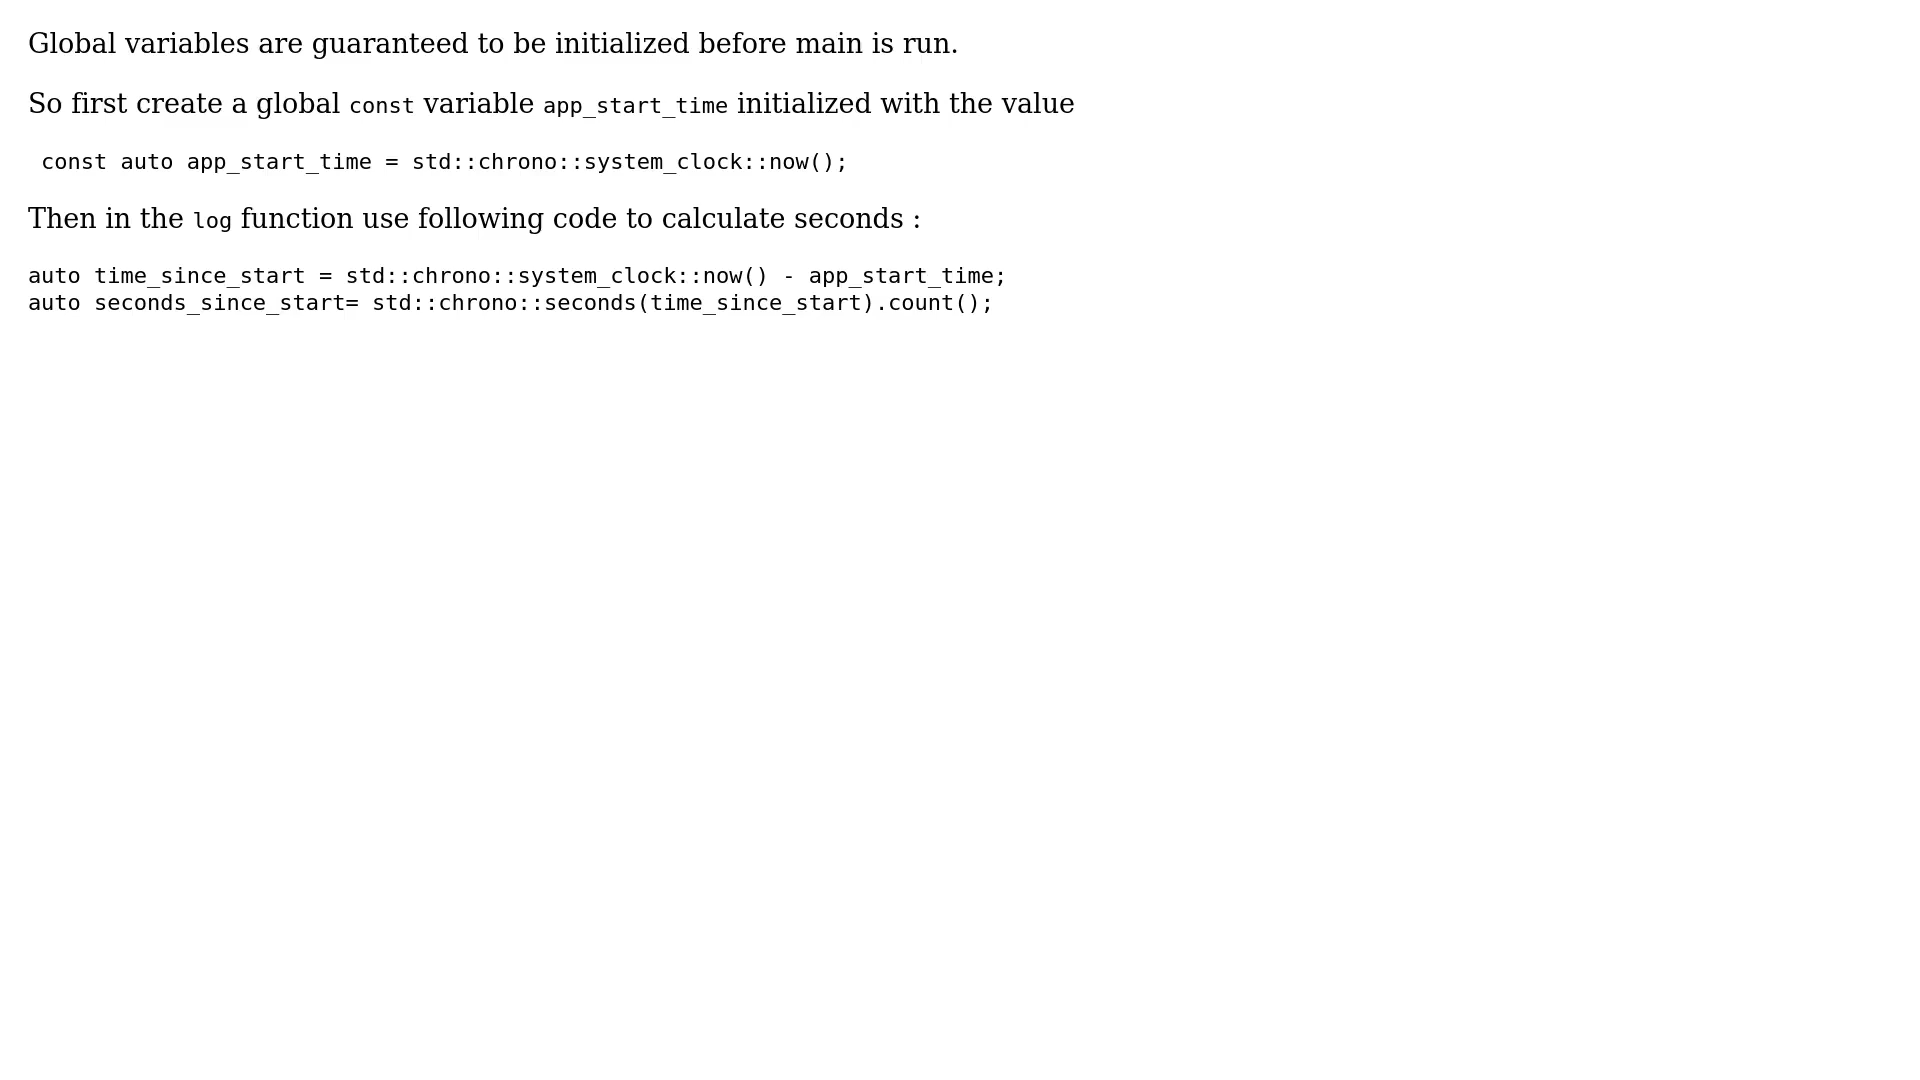 Global variables are guaranteed to be initialized before main is run.
So first create a global const variable app_start_time initialized with the value
const auto app_start_time = std::chrono::system_clock::now();
Then in the log function use following code to calculate seconds :
auto time_since_start = std::chrono::system_clock::now() - app_start_time;
auto seconds_since_start= std::chrono::seconds(time_since_start).count();